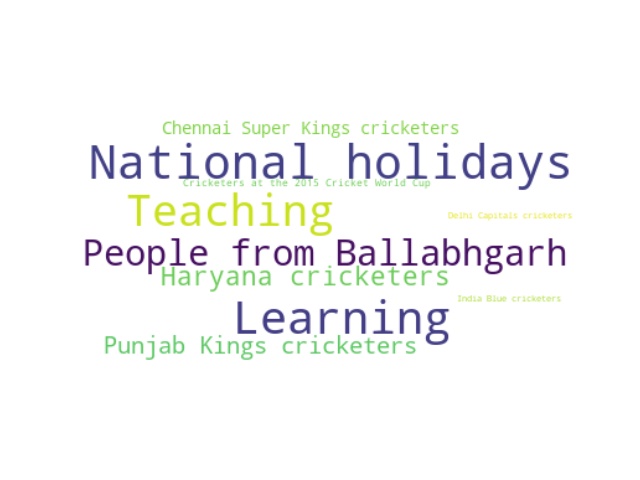 Chennai Super Kings cricketers
National holidays
Cricketers at the 2015 Cricket World Cup
Teaching
Delhi Capitals cricketers
People from Ballabhgarh
Haryana cricketers
India Blue cricketers
Learning
Punjab Kings cricketers